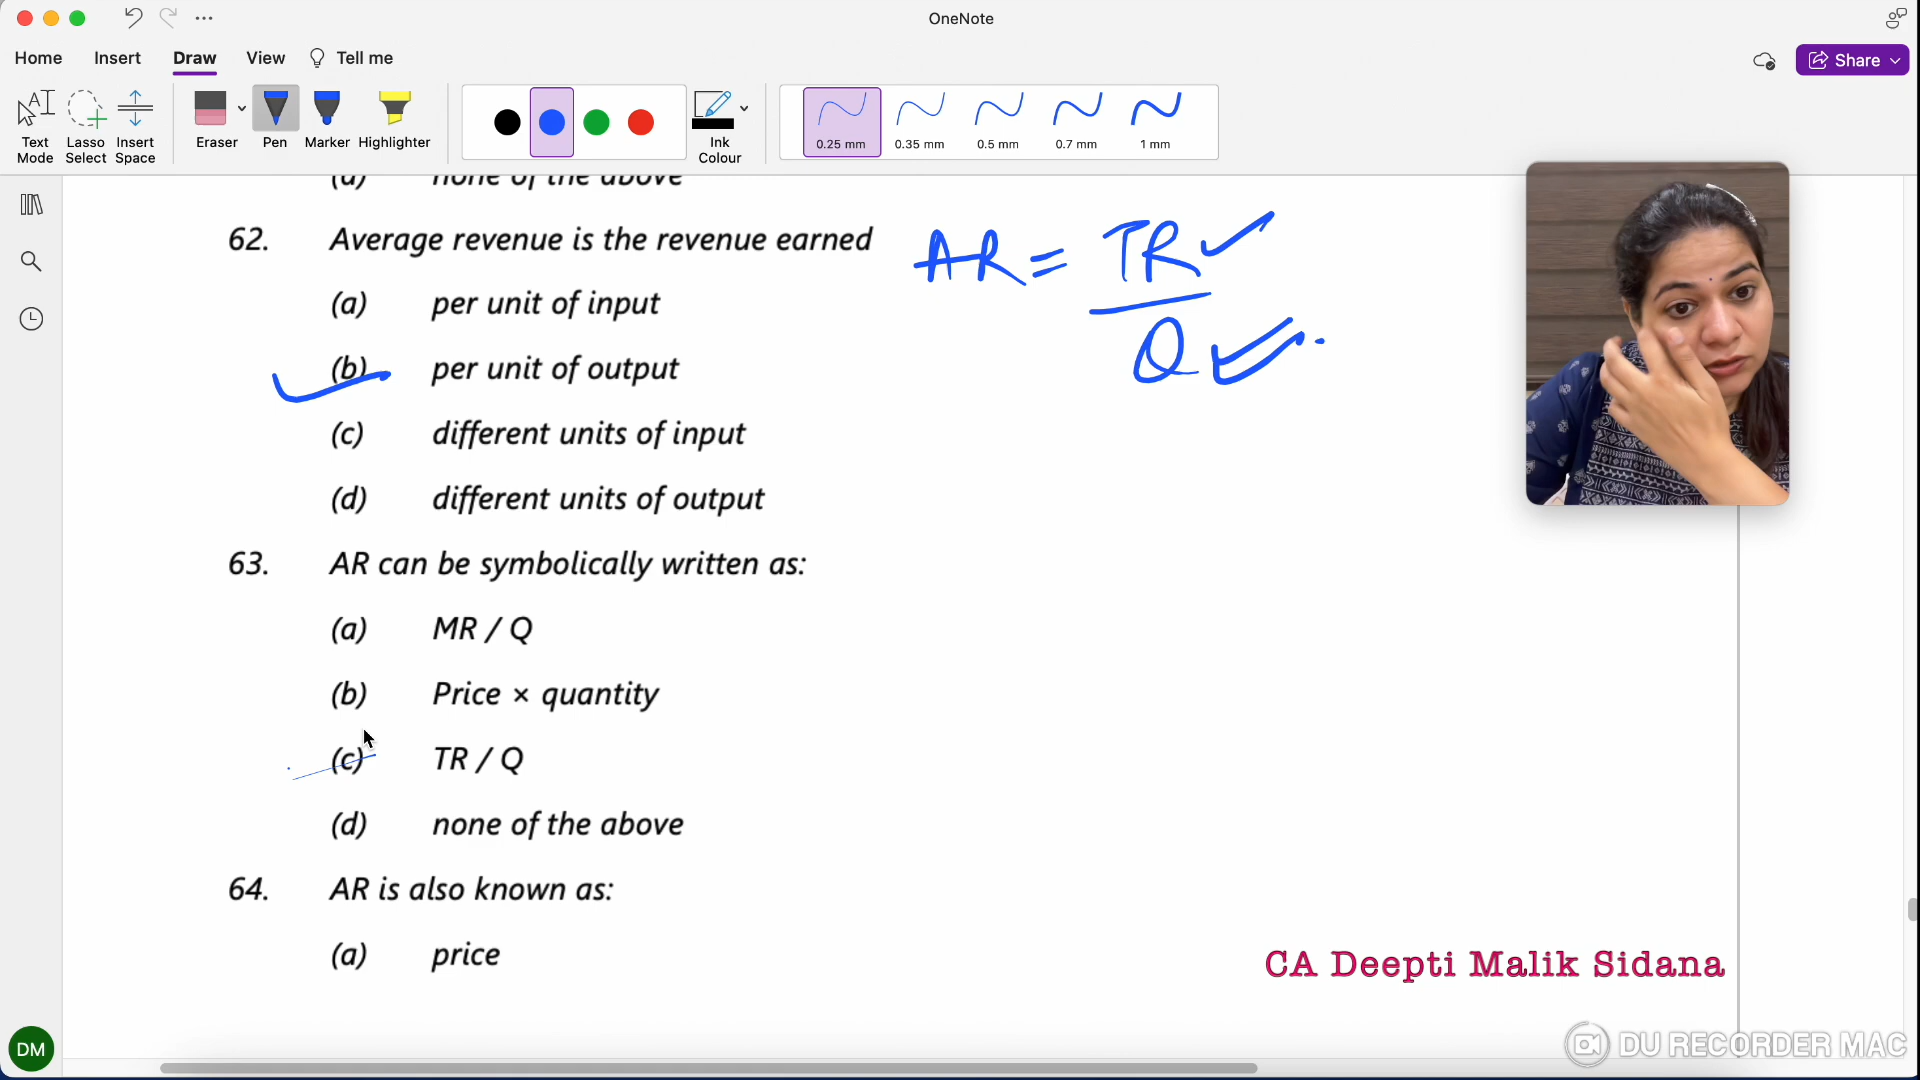 OneNote
Home Insert Draw View Tell me
Share
Text Mode
Lasso Select
Insert Space
Eraser
Pen
Marker
Highlighter
Ink Colour
0.25 mm
0.35 mm
0.5 mm
0.7 mm
1 mm
(d) none of the above
62. Average revenue is the revenue earned
AR = TR
Q
(a) per unit of input
(b) per unit of output
(c) different units of input
(d) different units of output
63. AR can be symbolically written as:
(a) MR / Q
(b) Price × quantity
(c) TR / Q
(d) none of the above
64. AR is also known as:
(a) price
CA Deepti Malik Sidana
DM
DU RECORDER MAC